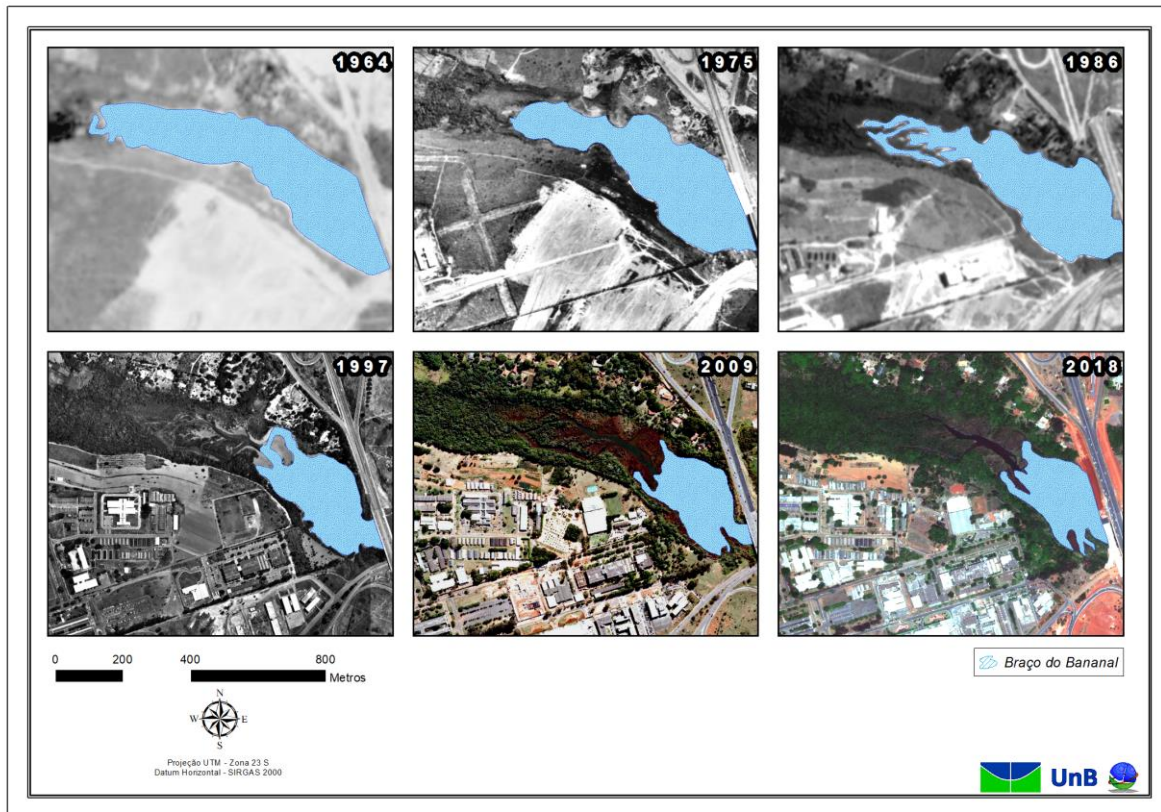 1964
1975
1986
1997
2009
2018
0 200 400 800
Metros
Braço do Bananal
N
W E
S
Projeção UTM - Zona 23 S
Datum Horizontal - SIRGAS 2000
UnB